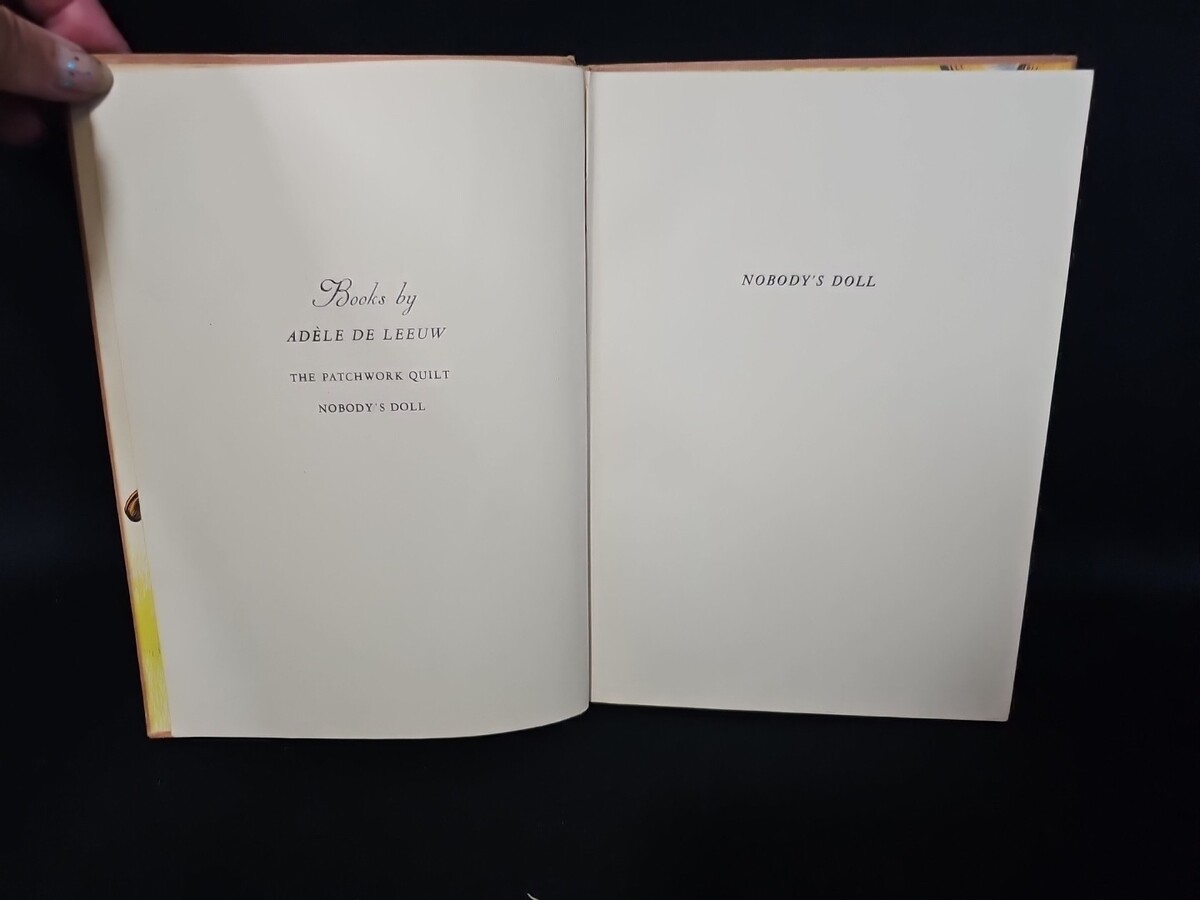 Books by
ADÈLE DE LEEUW
THE PATCHWORK QUILT
NOBODY'S DOLL
NOBODY'S DOLL